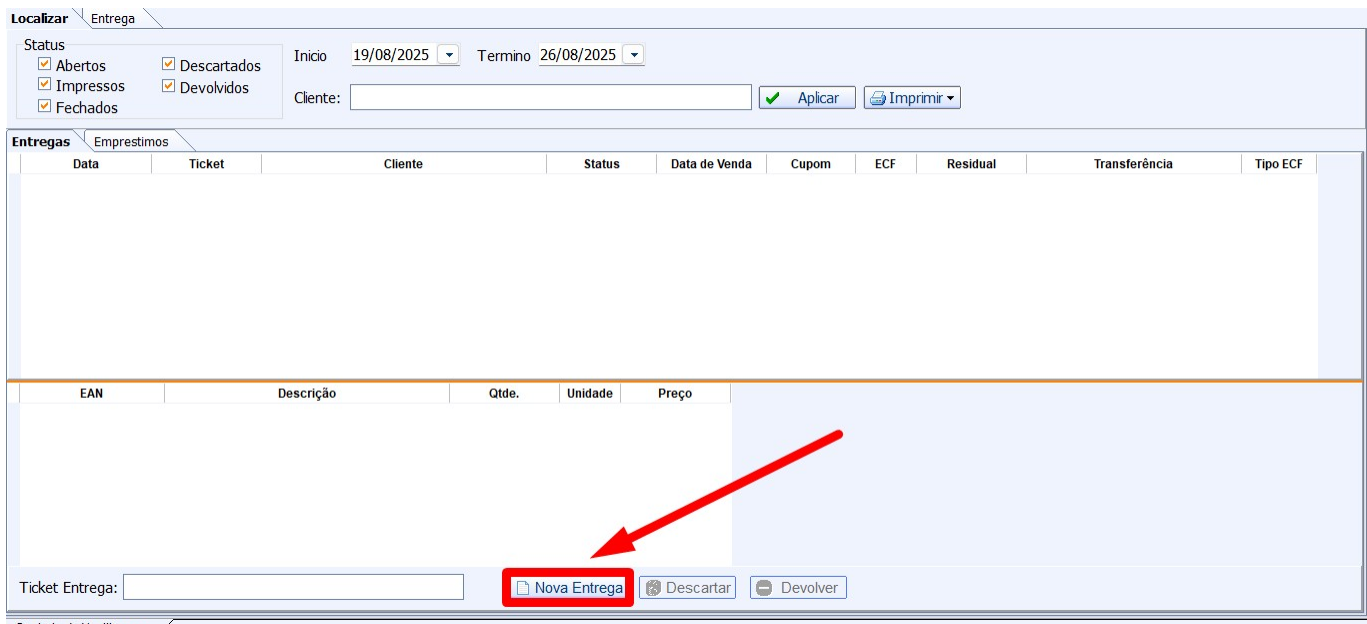 Localizar Entrega
Status
Abertos Descartados
Impressos Devolvidos
Fechados
Inicio 19/08/2025 Termino 26/08/2025
Cliente: Aplicar Imprimir
Entregas Emprestimos
Data Ticket Cliente Status Data de Venda Cupom ECF Residual Transferência Tipo ECF
EAN Descrição Qtde. Unidade Preço
Ticket Entrega: Nova Entrega Descartar Devolver